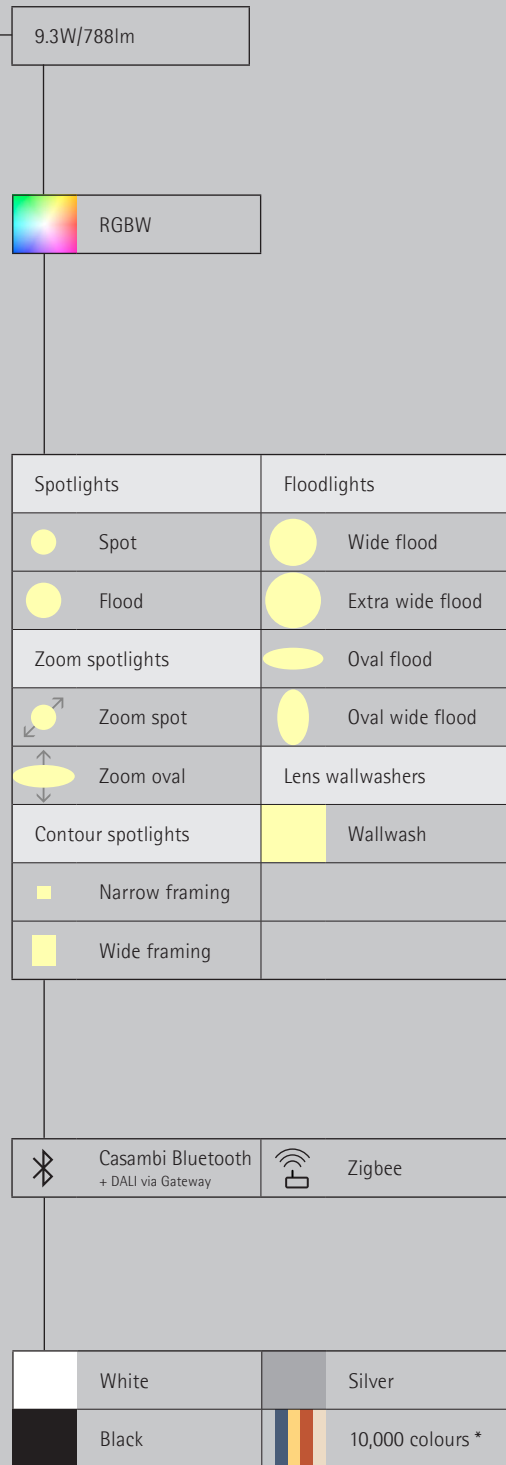 9.3W/788lm
RGBW
Spotlights
Spot
Flood
Zoom spotlights
Zoom spot
Zoom oval
Contour spotlights
Narrow framing
Wide framing
Floodlights
Wide flood
Extra wide flood
Oval flood
Oval wide flood
Lens wallwashers
Wallwash
Casambi Bluetooth
+ DALI via Gateway
Zigbee
White
Silver
Black
10,000 colours *